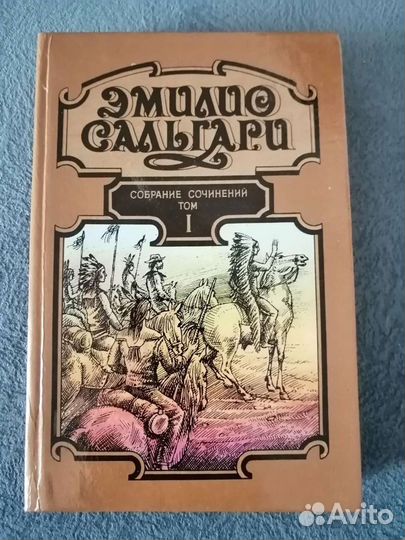 ЭМИЛИО
САЛЬГАРИ
СОБРАНИЕ СОЧИНЕНИЙ
ТОМ
I
Avito